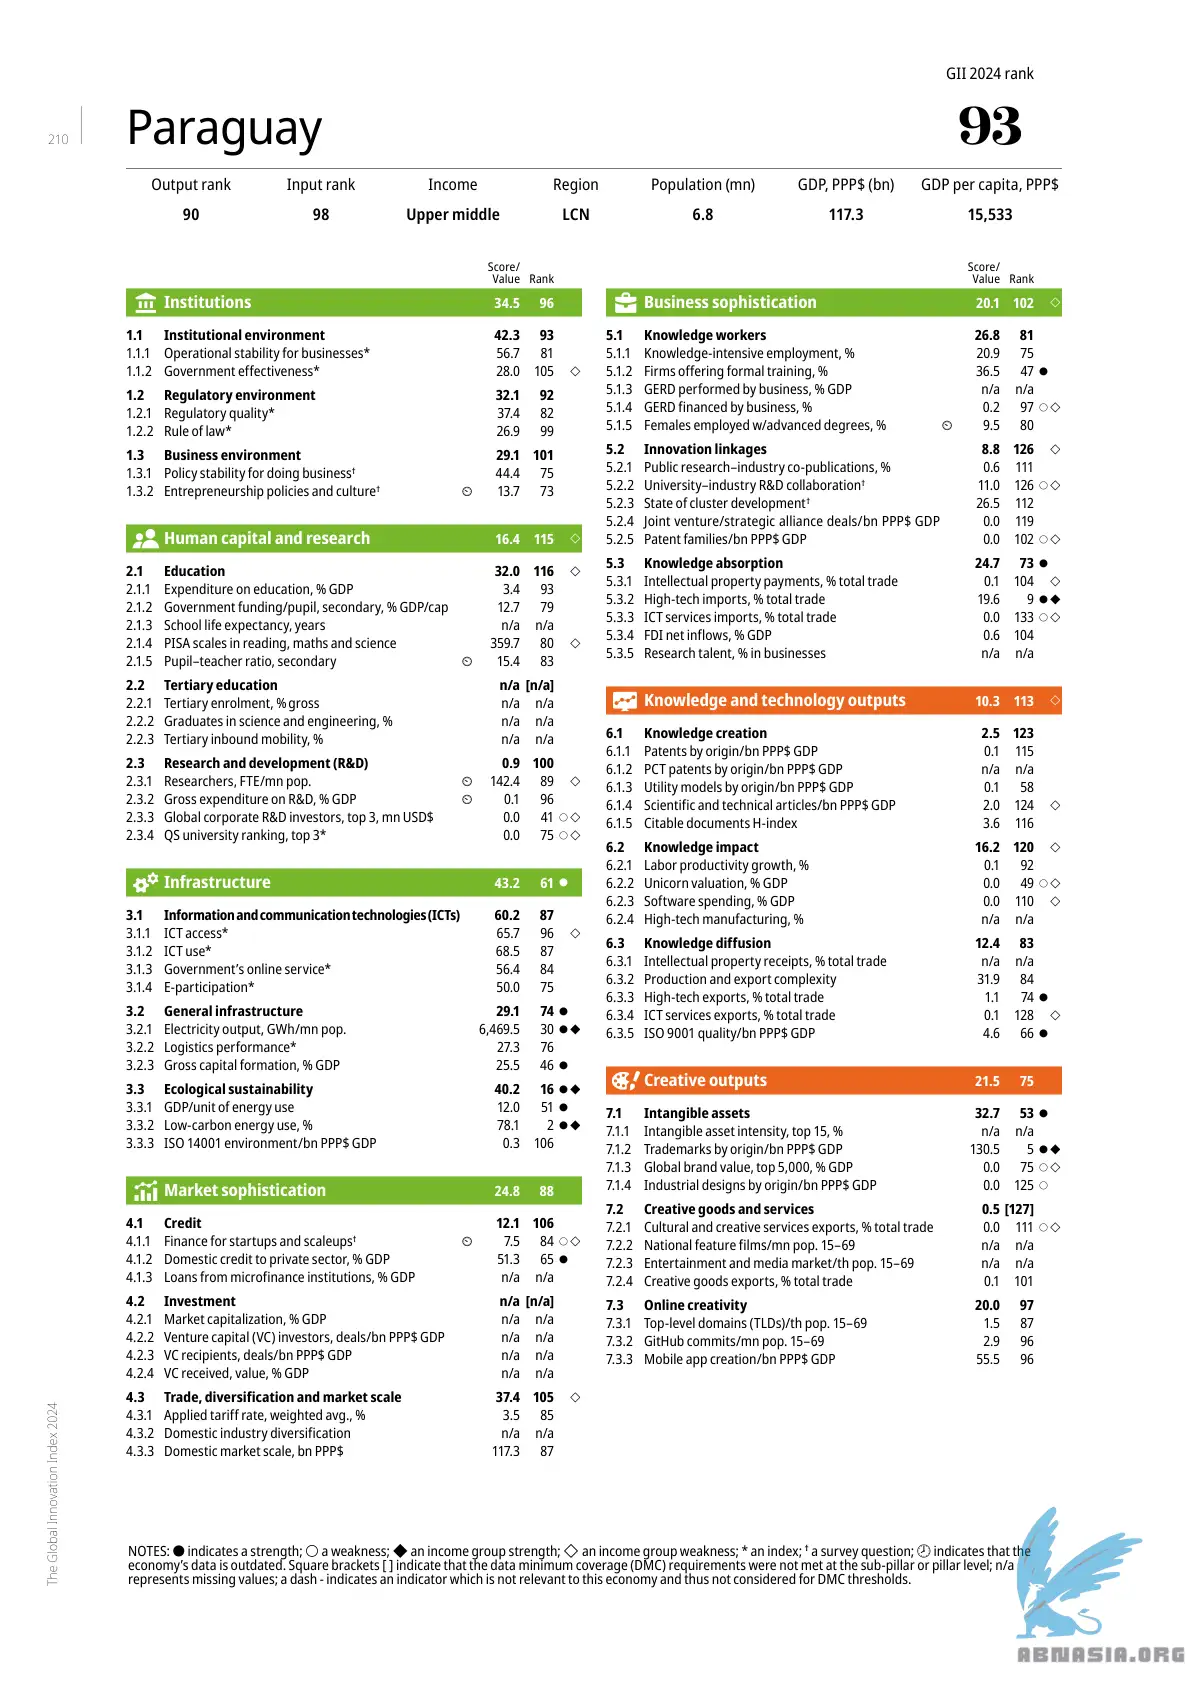 GII 2024 rank
210
Paraguay
93
Output rank Input rank Income Region Population (mn) GDP, PPP$ (bn) GDP per capita, PPP$
90 98 Upper middle LCN 6.8 117.3 15,533
Score/
Value Rank
Institutions 34.5 96
1.1 Institutional environment 42.3 93
1.1.1 Operational stability for businesses* 56.7 81
1.1.2 Government effectiveness* 28.0 105 ◇
1.2 Regulatory environment 32.1 92
1.2.1 Regulatory quality* 37.4 82
1.2.2 Rule of law* 26.9 99
1.3 Business environment 29.1 101
1.3.1 Policy stability for doing business† 44.4 75
1.3.2 Entrepreneurship policies and culture† 13.7 73
Human capital and research 16.4 115 ◇
2.1 Education 32.0 116 ◇
2.1.1 Expenditure on education, % GDP 3.4 93
2.1.2 Government funding/pupil, secondary, % GDP/cap 12.7 79
2.1.3 School life expectancy, years n/a n/a
2.1.4 PISA scales in reading, maths and science 359.7 80 ◇
2.1.5 Pupil–teacher ratio, secondary 15.4 83
2.2 Tertiary education n/a [n/a]
2.2.1 Tertiary enrolment, % gross n/a n/a
2.2.2 Graduates in science and engineering, % n/a n/a
2.2.3 Tertiary inbound mobility, % n/a n/a
2.3 Research and development (R&D) 0.9 100
2.3.1 Researchers, FTE/mn pop. 142.4 89 ◇
2.3.2 Gross expenditure on R&D, % GDP 0.1 96
2.3.3 Global corporate R&D investors, top 3, mn USD$ 0.0 41 ○◇
2.3.4 QS university ranking, top 3* 0.0 75 ○◇
Infrastructure 43.2 61 ●
3.1 Information and communication technologies (ICTs) 60.2 87
3.1.1 ICT access* 65.7 96 ◇
3.1.2 ICT use* 68.5 87
3.1.3 Government's online service* 56.4 84
3.1.4 E-participation* 50.0 75
3.2 General infrastructure 29.1 74 ●
3.2.1 Electricity output, GWh/mn pop. 6,469.5 30 ●◆
3.2.2 Logistics performance* 27.3 76
3.2.3 Gross capital formation, % GDP 25.5 46 ●
3.3 Ecological sustainability 40.2 16 ●◆
3.3.1 GDP/unit of energy use 12.0 51 ●
3.3.2 Low-carbon energy use, % 78.1 2 ●◆
3.3.3 ISO 14001 environment/bn PPP$ GDP 0.3 106
Market sophistication 24.8 88
4.1 Credit 12.1 106
4.1.1 Finance for startups and scaleups† 7.5 84 ○◇
4.1.2 Domestic credit to private sector, % GDP 51.3 65 ●
4.1.3 Loans from microfinance institutions, % GDP n/a n/a
4.2 Investment n/a [n/a]
4.2.1 Market capitalization, % GDP n/a n/a
4.2.2 Venture capital (VC) investors, deals/bn PPP$ GDP n/a n/a
4.2.3 VC recipients, deals/bn PPP$ GDP n/a n/a
4.2.4 VC received, value, % GDP n/a n/a
4.3 Trade, diversification and market scale 37.4 105 ◇
4.3.1 Applied tariff rate, weighted avg., % 3.5 85
4.3.2 Domestic industry diversification n/a n/a
4.3.3 Domestic market scale, bn PPP$ 117.3 87
Score/
Value Rank
Business sophistication 20.1 102 ◇
5.1 Knowledge workers 26.8 81
5.1.1 Knowledge-intensive employment, % 20.9 75
5.1.2 Firms offering formal training, % 36.5 47 ●
5.1.3 GERD performed by business, % GDP n/a n/a
5.1.4 GERD financed by business, % 0.2 97 ○◇
5.1.5 Females employed w/advanced degrees, % 9.5 80
5.2 Innovation linkages 8.8 126 ◇
5.2.1 Public research–industry co-publications, % 0.6 111
5.2.2 University–industry R&D collaboration† 11.0 126 ○◇
5.2.3 State of cluster development† 26.5 112
5.2.4 Joint venture/strategic alliance deals/bn PPP$ GDP 0.0 119
5.2.5 Patent families/bn PPP$ GDP 0.0 102 ○◇
5.3 Knowledge absorption 24.7 73 ●
5.3.1 Intellectual property payments, % total trade 0.1 104 ◇
5.3.2 High-tech imports, % total trade 19.6 9 ●◆
5.3.3 ICT services imports, % total trade 0.0 133 ○◇
5.3.4 FDI net inflows, % GDP 0.6 104
5.3.5 Research talent, % in businesses n/a n/a
Knowledge and technology outputs 10.3 113 ◇
6.1 Knowledge creation 2.5 123
6.1.1 Patents by origin/bn PPP$ GDP 0.1 115
6.1.2 PCT patents by origin/bn PPP$ GDP n/a n/a
6.1.3 Utility models by origin/bn PPP$ GDP 0.1 58
6.1.4 Scientific and technical articles/bn PPP$ GDP 2.0 124 ◇
6.1.5 Citable documents H-index 3.6 116
6.2 Knowledge impact 16.2 120 ◇
6.2.1 Labor productivity growth, % 0.1 92
6.2.2 Unicorn valuation, % GDP 0.0 49 ○◇
6.2.3 Software spending, % GDP 0.0 110 ◇
6.2.4 High-tech manufacturing, % n/a n/a
6.3 Knowledge diffusion 12.4 83
6.3.1 Intellectual property receipts, % total trade n/a n/a
6.3.2 Production and export complexity 31.9 84
6.3.3 High-tech exports, % total trade 1.1 74 ●
6.3.4 ICT services exports, % total trade 0.1 128 ◇
6.3.5 ISO 9001 quality/bn PPP$ GDP 4.6 66 ●
Creative outputs 21.5 75
7.1 Intangible assets 32.7 53 ●
7.1.1 Intangible asset intensity, top 15, % n/a n/a
7.1.2 Trademarks by origin/bn PPP$ GDP 130.5 5 ●◆
7.1.3 Global brand value, top 5,000, % GDP 0.0 75 ○◇
7.1.4 Industrial designs by origin/bn PPP$ GDP 0.0 125 ○
7.2 Creative goods and services 0.5 [127]
7.2.1 Cultural and creative services exports, % total trade 0.0 111 ○◇
7.2.2 National feature films/mn pop. 15–69 n/a n/a
7.2.3 Entertainment and media market/th pop. 15–69 n/a n/a
7.2.4 Creative goods exports, % total trade 0.1 101
7.3 Online creativity 20.0 97
7.3.1 Top-level domains (TLDs)/th pop. 15–69 1.5 87
7.3.2 GitHub commits/mn pop. 15–69 2.9 96
7.3.3 Mobile app creation/bn PPP$ GDP 55.5 96
The Global Innovation Index 2024
NOTES: ● indicates a strength; ○ a weakness; ◆ an income group strength; ◇ an income group weakness; * an index; † a survey question; 🕘 indicates that the
economy's data is outdated. Square brackets [ ] indicate that the data minimum coverage (DMC) requirements were not met at the sub-pillar or pillar level; n/a
represents missing values; a dash - indicates an indicator which is not relevant to this economy and thus not considered for DMC thresholds.
ABNASIA.ORG